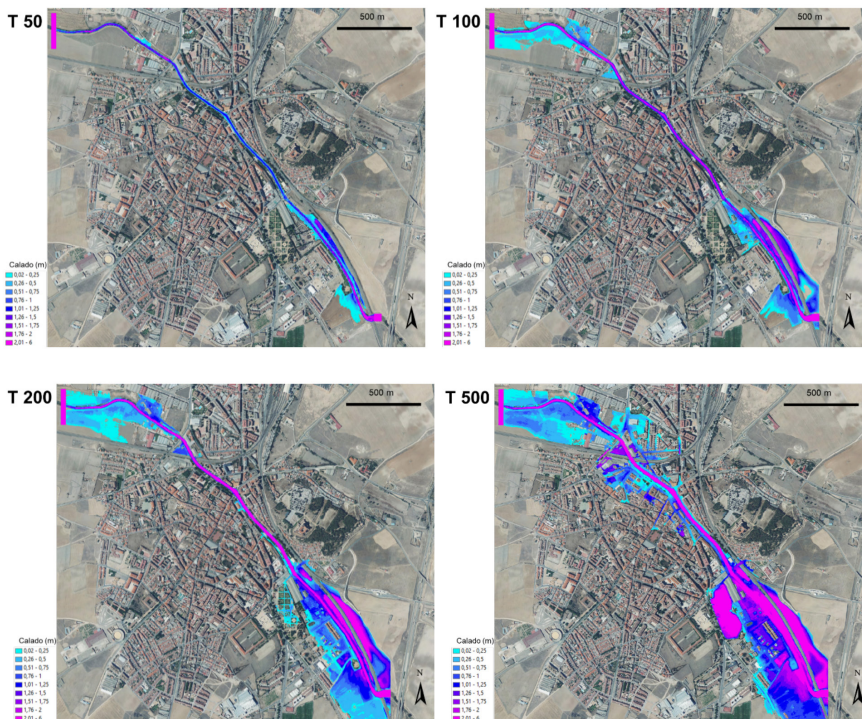 T 50
500 m
Calado (m)
0,02 - 0,25
0,26 - 0,5
0,51 - 0,75
0,76 - 1
1,01 - 1,25
1,26 - 1,5
1,51 - 1,75
1,76 - 2
2,01 - 6
N
T 100
500 m
Calado (m)
0,02 - 0,25
0,26 - 0,5
0,51 - 0,75
0,76 - 1
1,01 - 1,25
1,26 - 1,5
1,51 - 1,75
1,76 - 2
2,01 - 6
N
T 200
500 m
Calado (m)
0,02 - 0,25
0,26 - 0,5
0,51 - 0,75
0,76 - 1
1,01 - 1,25
1,26 - 1,5
1,51 - 1,75
1,76 - 2
2,01 - 6
N
T 500
500 m
Calado (m)
0,02 - 0,25
0,26 - 0,5
0,51 - 0,75
0,76 - 1
1,01 - 1,25
1,26 - 1,5
1,51 - 1,75
1,76 - 2
2,01 - 6
N